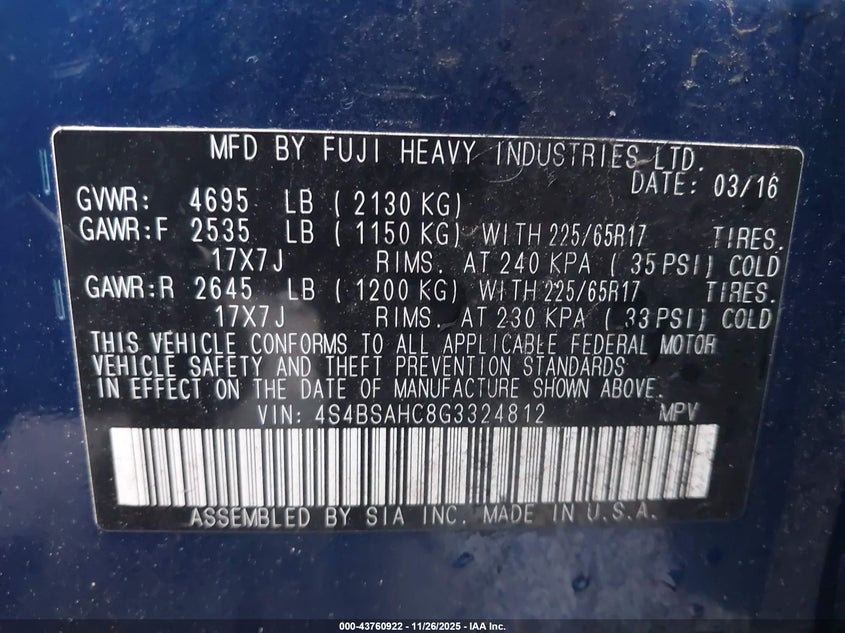 MFD BY FUJI HEAVY INDUSTRIES LTD.
DATE: 03/16
GVWR: 4695 LB ( 2130 KG)
GAWR:F 2535 LB ( 1150 KG) WITH 225/65R17 TIRES.
17X7J RIMS. AT 240 KPA ( 35 PSI) COLD
GAWR:R 2645 LB ( 1200 KG) WITH 225/65R17 TIRES.
17X7J RIMS. AT 230 KPA ( 33 PSI) COLD
THIS VEHICLE CONFORMS TO ALL APPLICABLE FEDERAL MOTOR
VEHICLE SAFETY AND THEFT PREVENTION STANDARDS
IN EFFECT ON THE DATE OF MANUFACTURE SHOWN ABOVE.
VIN: 4S4BSAHC8G3324812 MPV
ASSEMBLED BY SIA INC. MADE IN U.S.A.
000-43760922 - 11/26/2025 - IAA Inc.